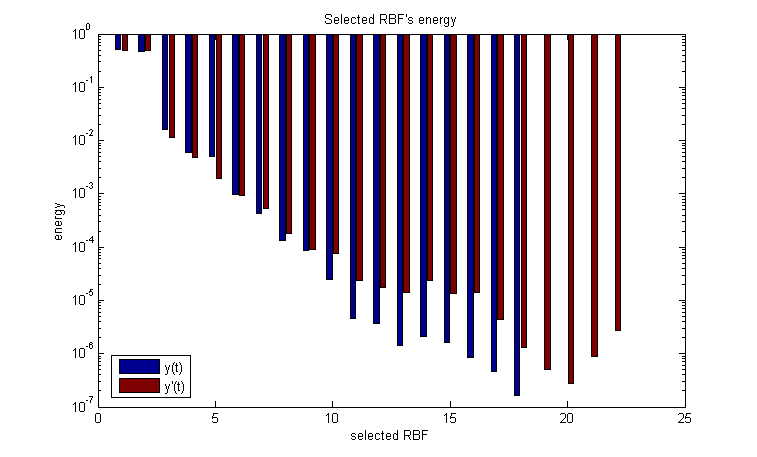 Selected RBF's energy
10^0
10^-1
10^-2
10^-3
10^-4
10^-5
10^-6
10^-7
energy
y(t)
y'(t)
0 5 10 15 20 25
selected RBF